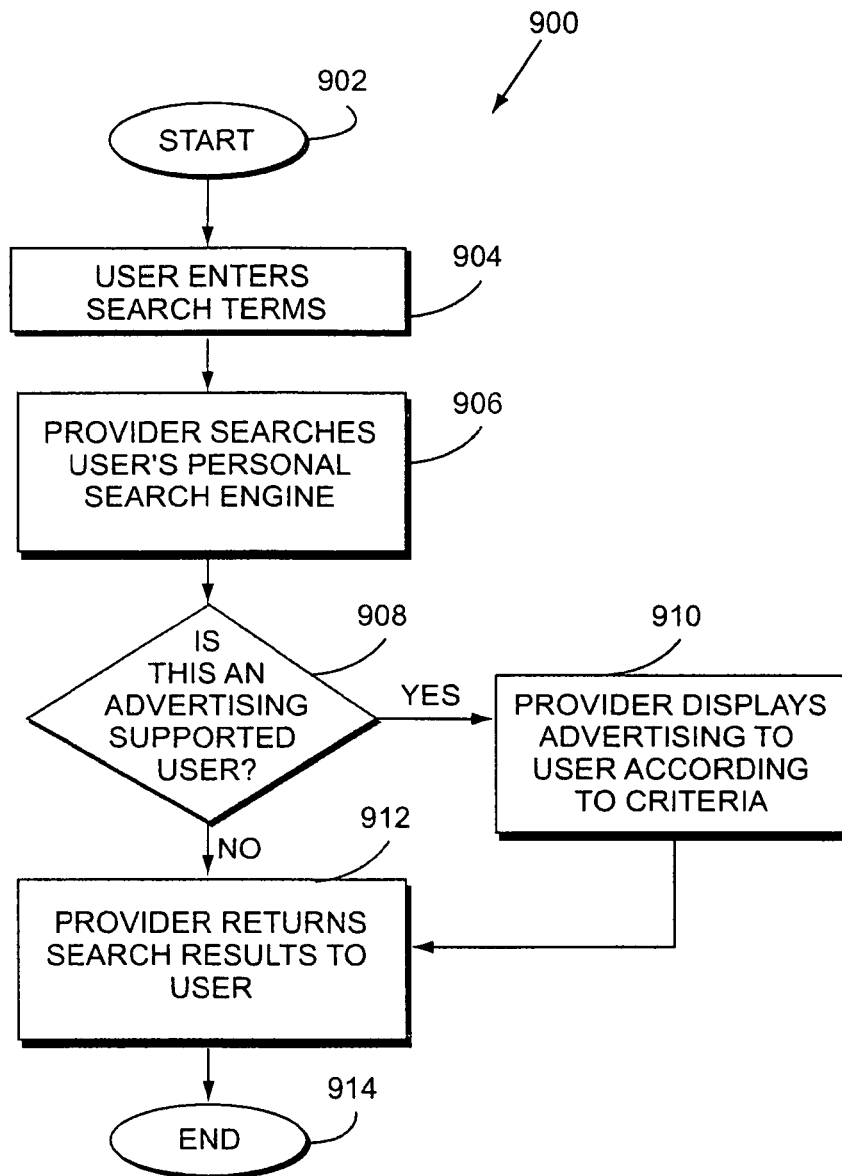 900
902
START
904
USER ENTERS
SEARCH TERMS
906
PROVIDER SEARCHES
USER'S PERSONAL
SEARCH ENGINE
908
IS
THIS AN
ADVERTISING
SUPPORTED
USER?
YES
910
PROVIDER DISPLAYS
ADVERTISING TO
USER ACCORDING
TO CRITERIA
NO
912
PROVIDER RETURNS
SEARCH RESULTS TO
USER
914
END